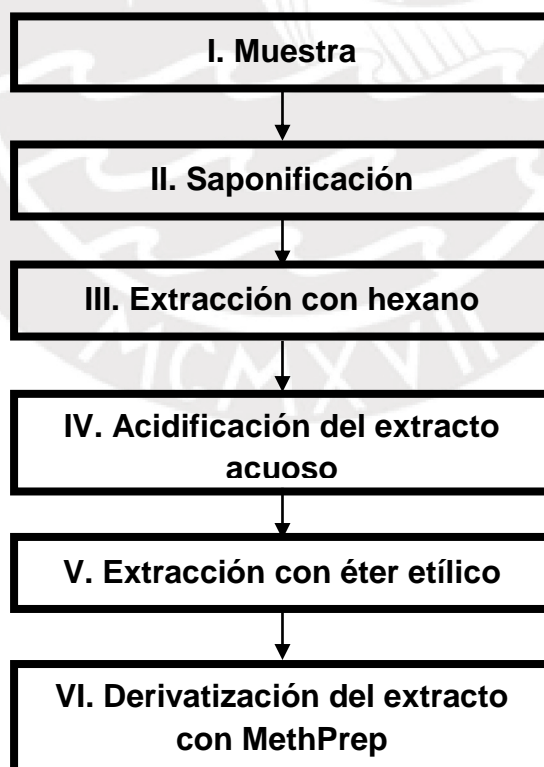 I. Muestra
II. Saponificación
III. Extracción con hexano
MCMXVII
IV. Acidificación del extracto
acuoso
V. Extracción con éter etílico
VI. Derivatización del extracto
con MethPrep